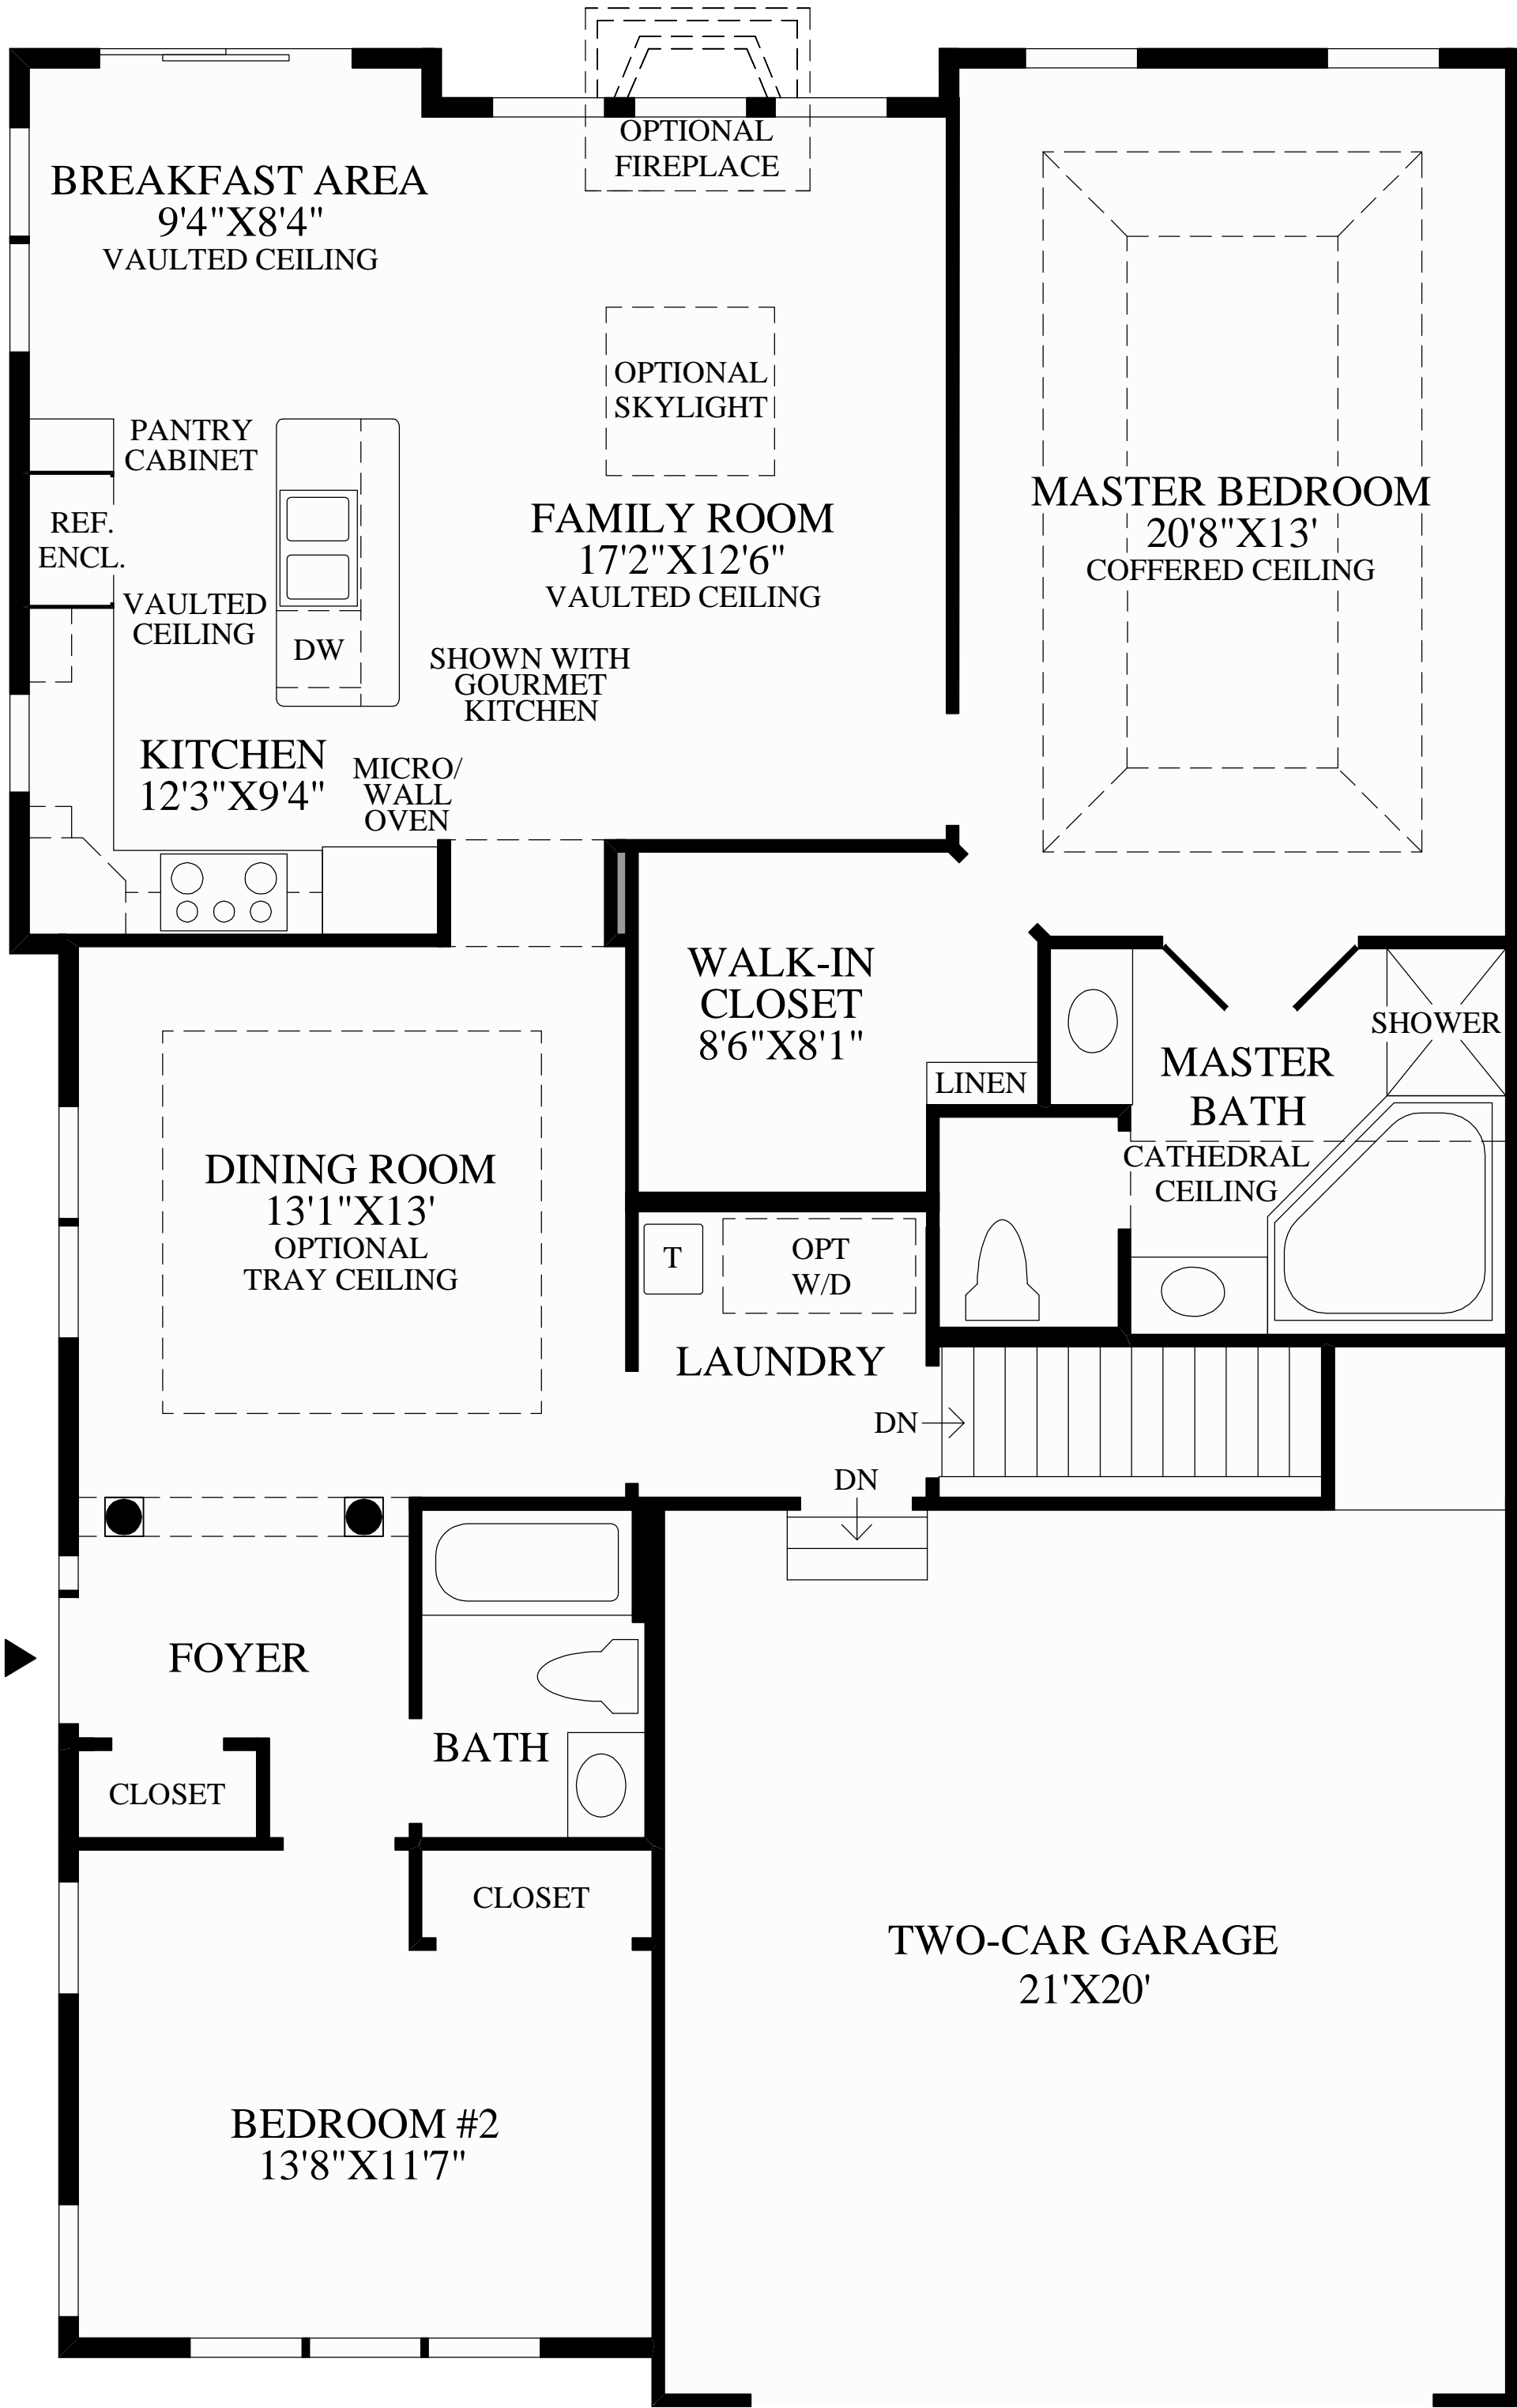 OPTIONAL
FIREPLACE
BREAKFAST AREA
9'4"X8'4"
VAULTED CEILING
OPTIONAL
SKYLIGHT
PANTRY
CABINET
REF.
ENCL.
VAULTED
CEILING
DW
FAMILY ROOM
17'2"X12'6"
VAULTED CEILING
MASTER BEDROOM
20'8"X13'
COFFERED CEILING
SHOWN WITH
GOURMET
KITCHEN
KITCHEN
12'3"X9'4"
MICRO/
WALL
OVEN
WALK-IN
CLOSET
8'6"X8'1"
LINEN
SHOWER
MASTER
BATH
CATHEDRAL
CEILING
DINING ROOM
13'1"X13'
OPTIONAL
TRAY CEILING
T
OPT
W/D
LAUNDRY
DN
DN
FOYER
BATH
CLOSET
CLOSET
TWO-CAR GARAGE
21'X20'
BEDROOM #2
13'8"X11'7"